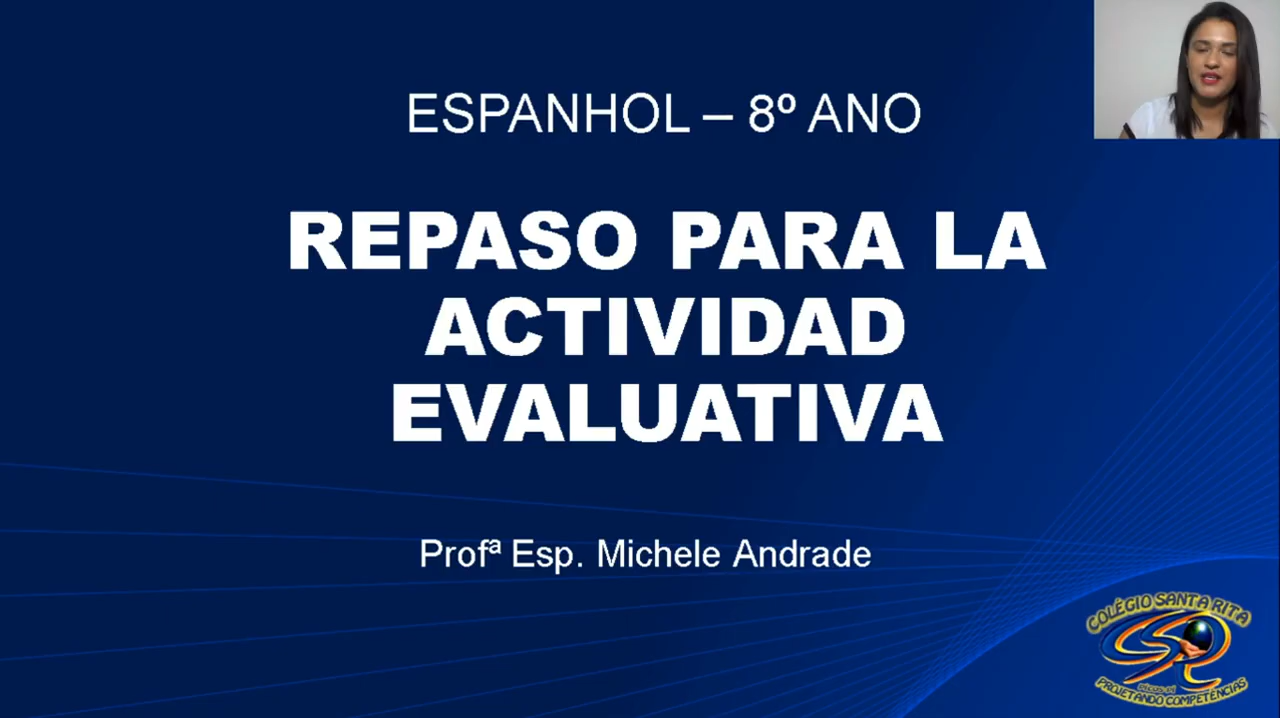 ESPANHOL – 8º ANO
REPASO PARA LA
ACTIVIDAD
EVALUATIVA
Profª Esp. Michele Andrade
COLÉGIO SANTA RITA
PROJETANDO COMPETÊNCIAS